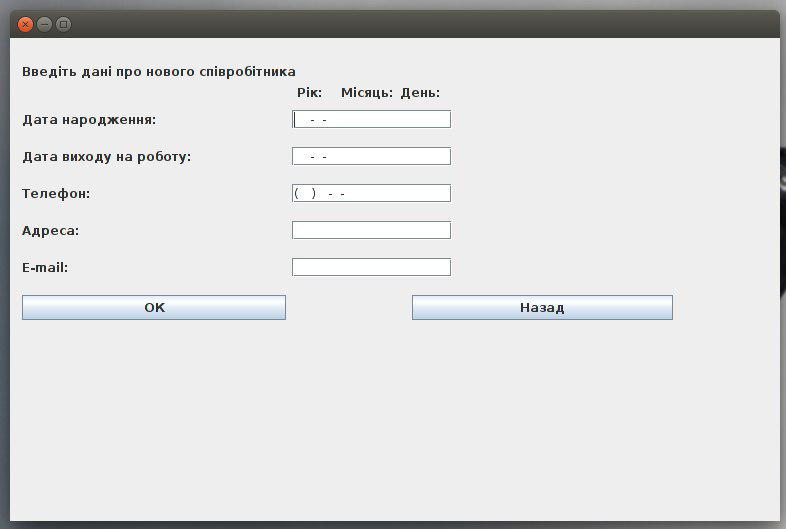 Введіть дані про нового співробітника
Рік: Місяць: День:
Дата народження: - -
Дата виходу на роботу: - -
Телефон: ( ) - -
Адреса:
E-mail:
OK Назад